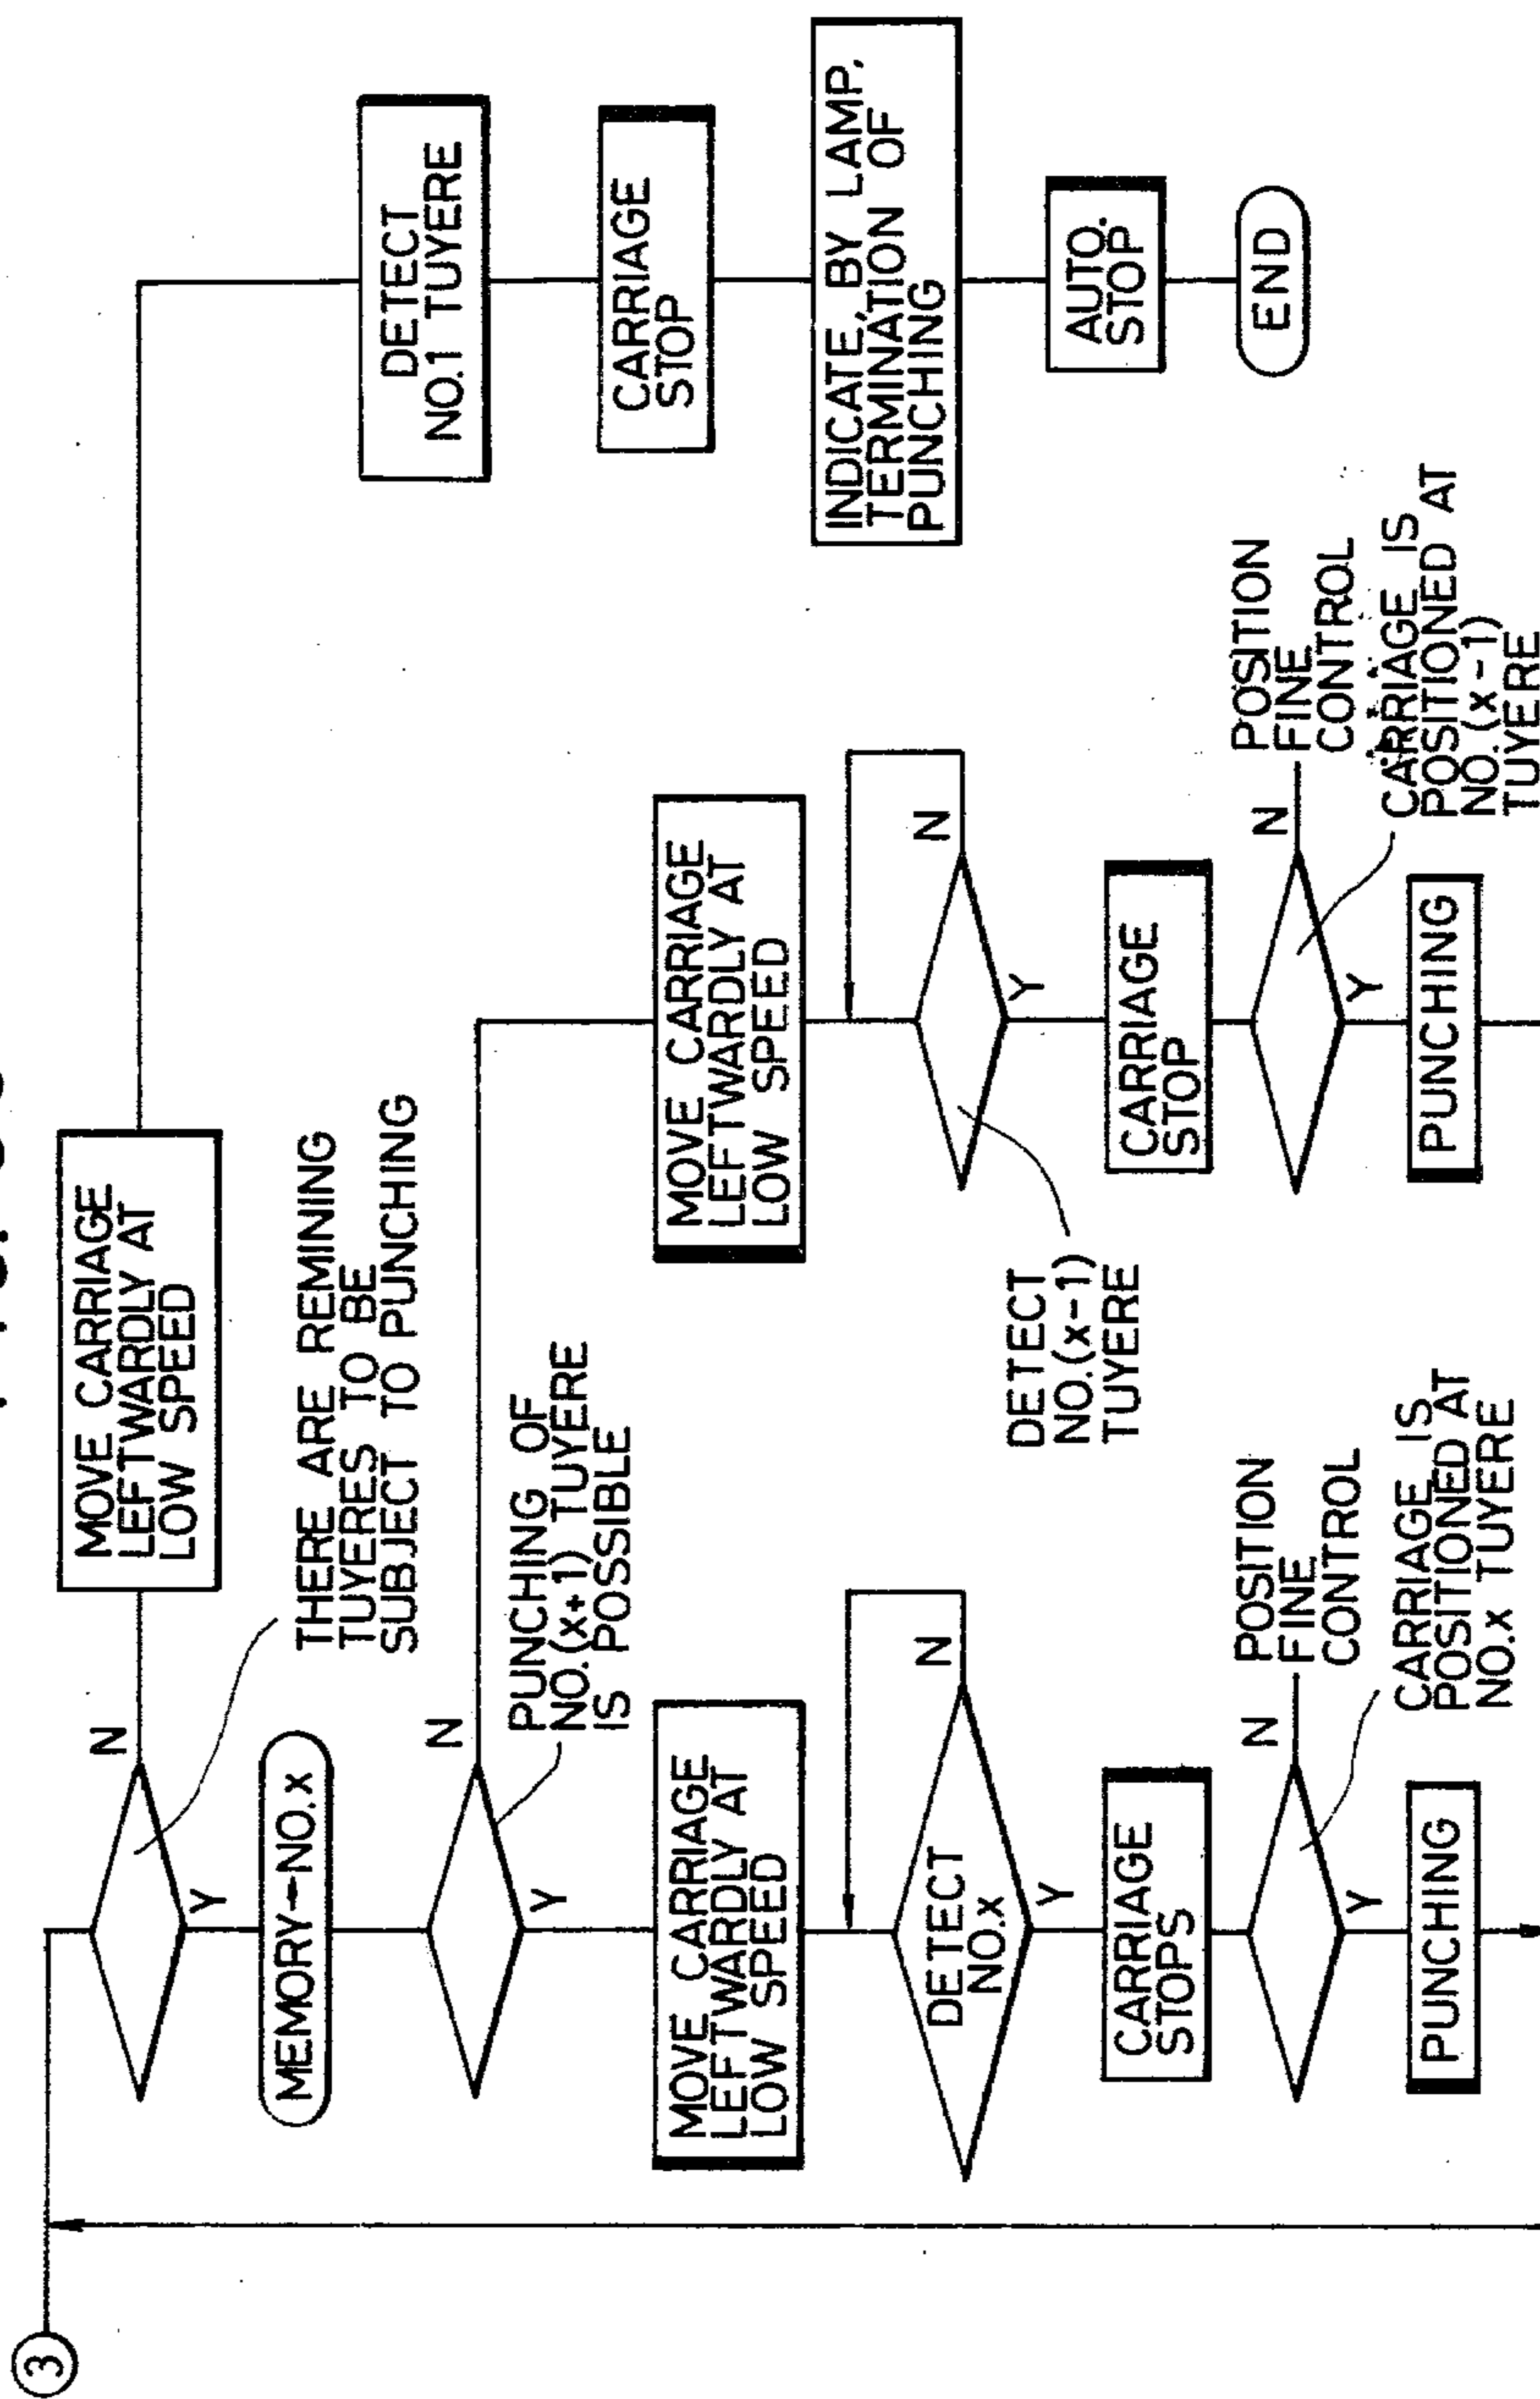 3
N
MOVE CARRIAGE
LEFTWARDLY AT
LOW SPEED
THERE ARE REMINING
TUYERES TO BE
SUBJECT TO PUNCHING
Y
MEMORY←NO.x
N
PUNCHING OF
NO.(x+1) TUYERE
IS POSSIBLE
Y
MOVE CARRIAGE
LEFTWARDLY AT
LOW SPEED
DETECT
NO.x
N
Y
CARRIAGE
STOPS
N
POSITION
FINE
CONTROL
CARRIAGE IS
POSITIONED AT
NO.x TUYERE
Y
PUNCHING
MOVE CARRIAGE
LEFTWARDLY AT
LOW SPEED
N
DETECT
NO.(x-1)
TUYERE
Y
CARRIAGE
STOP
N
POSITION
FINE
CONTROL
CARRIAGE IS
POSITIONED AT
NO.(x-1)
TUYERE
Y
PUNCHING
DETECT
NO.1 TUYERE
CARRIAGE
STOP
INDICATE, BY LAMP,
TERMINATION OF
PUNCHING
AUTO.
STOP
END